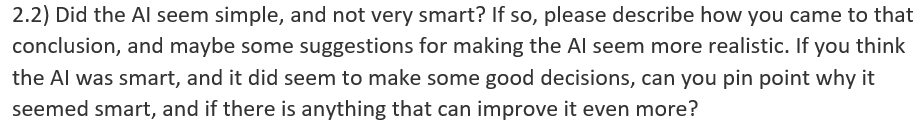 2.2) Did the AI seem simple, and not very smart? If so, please describe how you came to that
conclusion, and maybe some suggestions for making the AI seem more realistic. If you think
the AI was smart, and it did seem to make some good decisions, can you pin point why it
seemed smart, and if there is anything that can improve it even more?